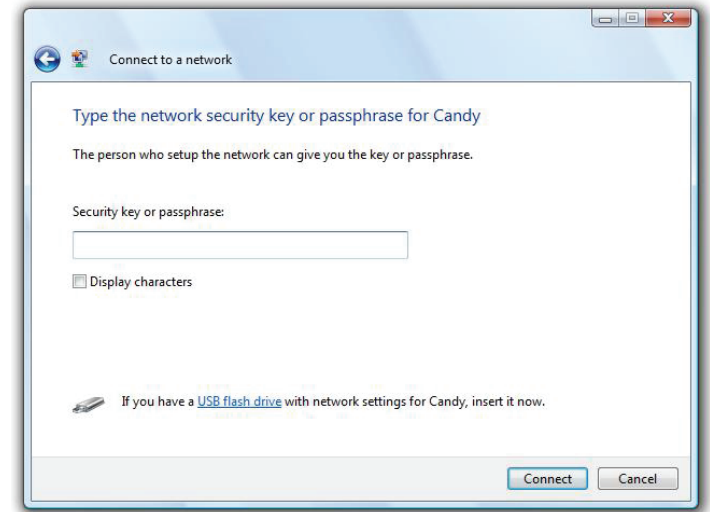 Connect to a network
Type the network security key or passphrase for Candy
The person who setup the network can give you the key or passphrase.
Security key or passphrase:
Display characters
If you have a USB flash drive with network settings for Candy, insert it now.
Connect
Cancel